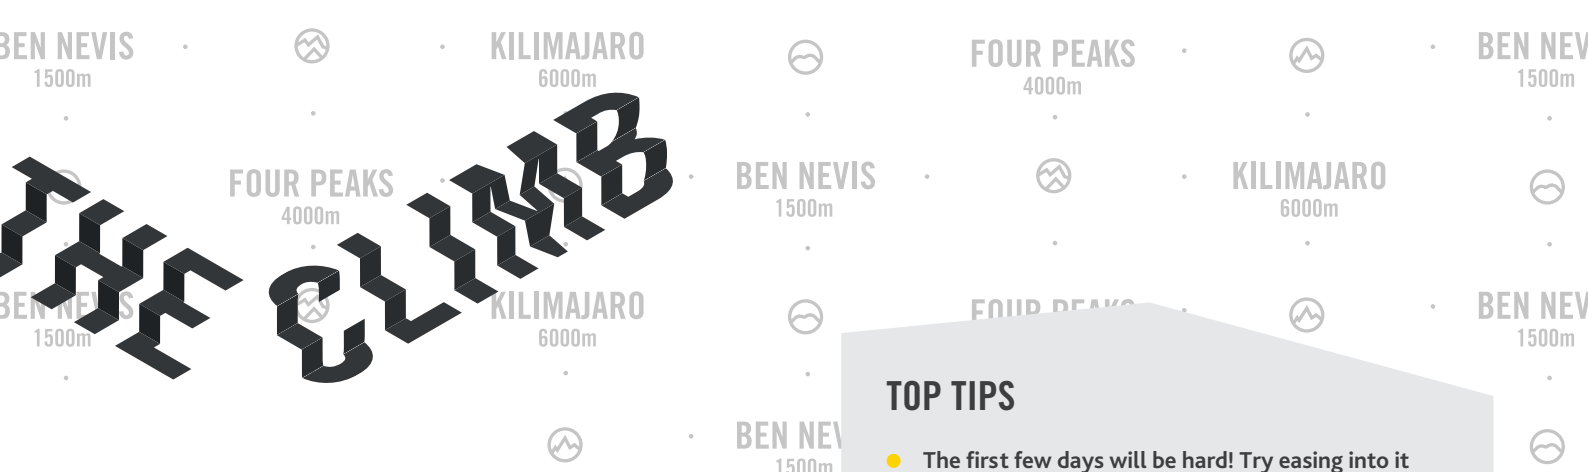 BEN NEVIS
1500m
KILIMAJARO
6000m
FOUR PEAKS
4000m
BEN NEV
1500m
THE CLIMB
FOUR PEAKS
4000m
BEN NEVIS
1500m
KILIMAJARO
6000m
BEN NEVIS
1500m
KILIMAJARO
6000m
FOUR PEAKS
BEN NEV
1500m
TOP TIPS
BEN NEV
1500m
The first few days will be hard! Try easing into it